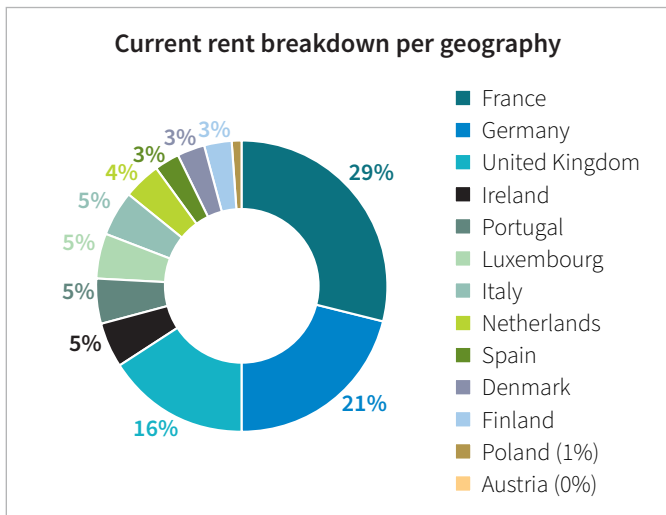 Current rent breakdown per geography
29%
21%
16%
5%
5%
5%
5%
4%
3%
3%
3%
France
Germany
United Kingdom
Ireland
Portugal
Luxembourg
Italy
Netherlands
Spain
Denmark
Finland
Poland (1%)
Austria (0%)